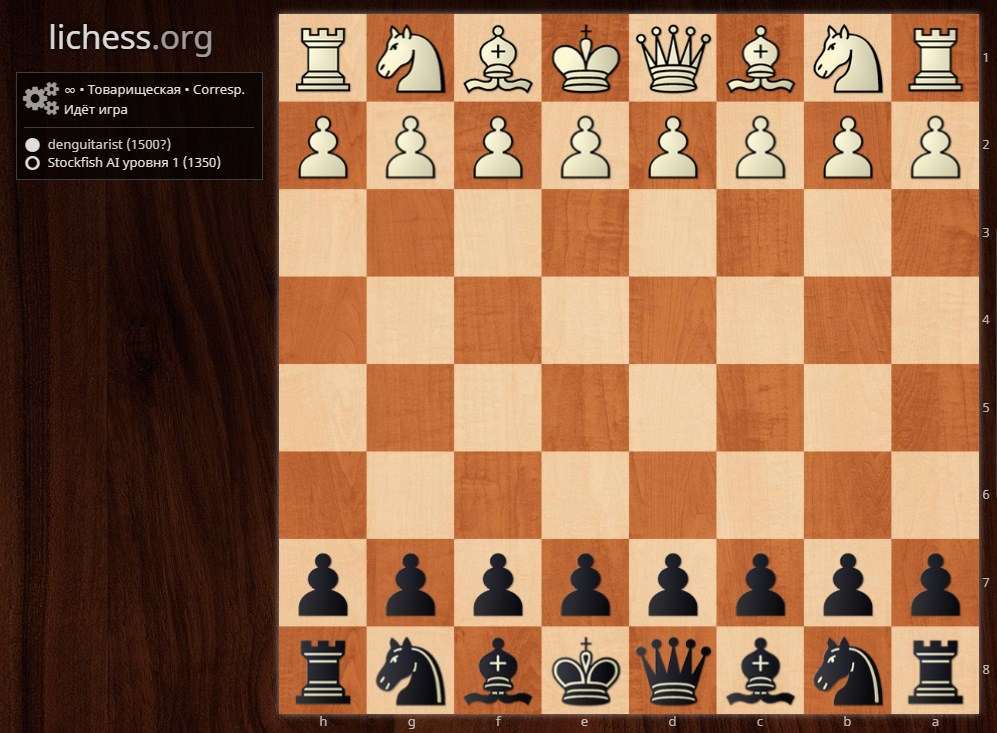 lichess.org
∞ • Товарищеская • Corresp.
Идёт игра
denguitarist (1500?)
Stockfish AI уровня 1 (1350)
1
2
3
4
5
6
7
8
h g f e d c b a